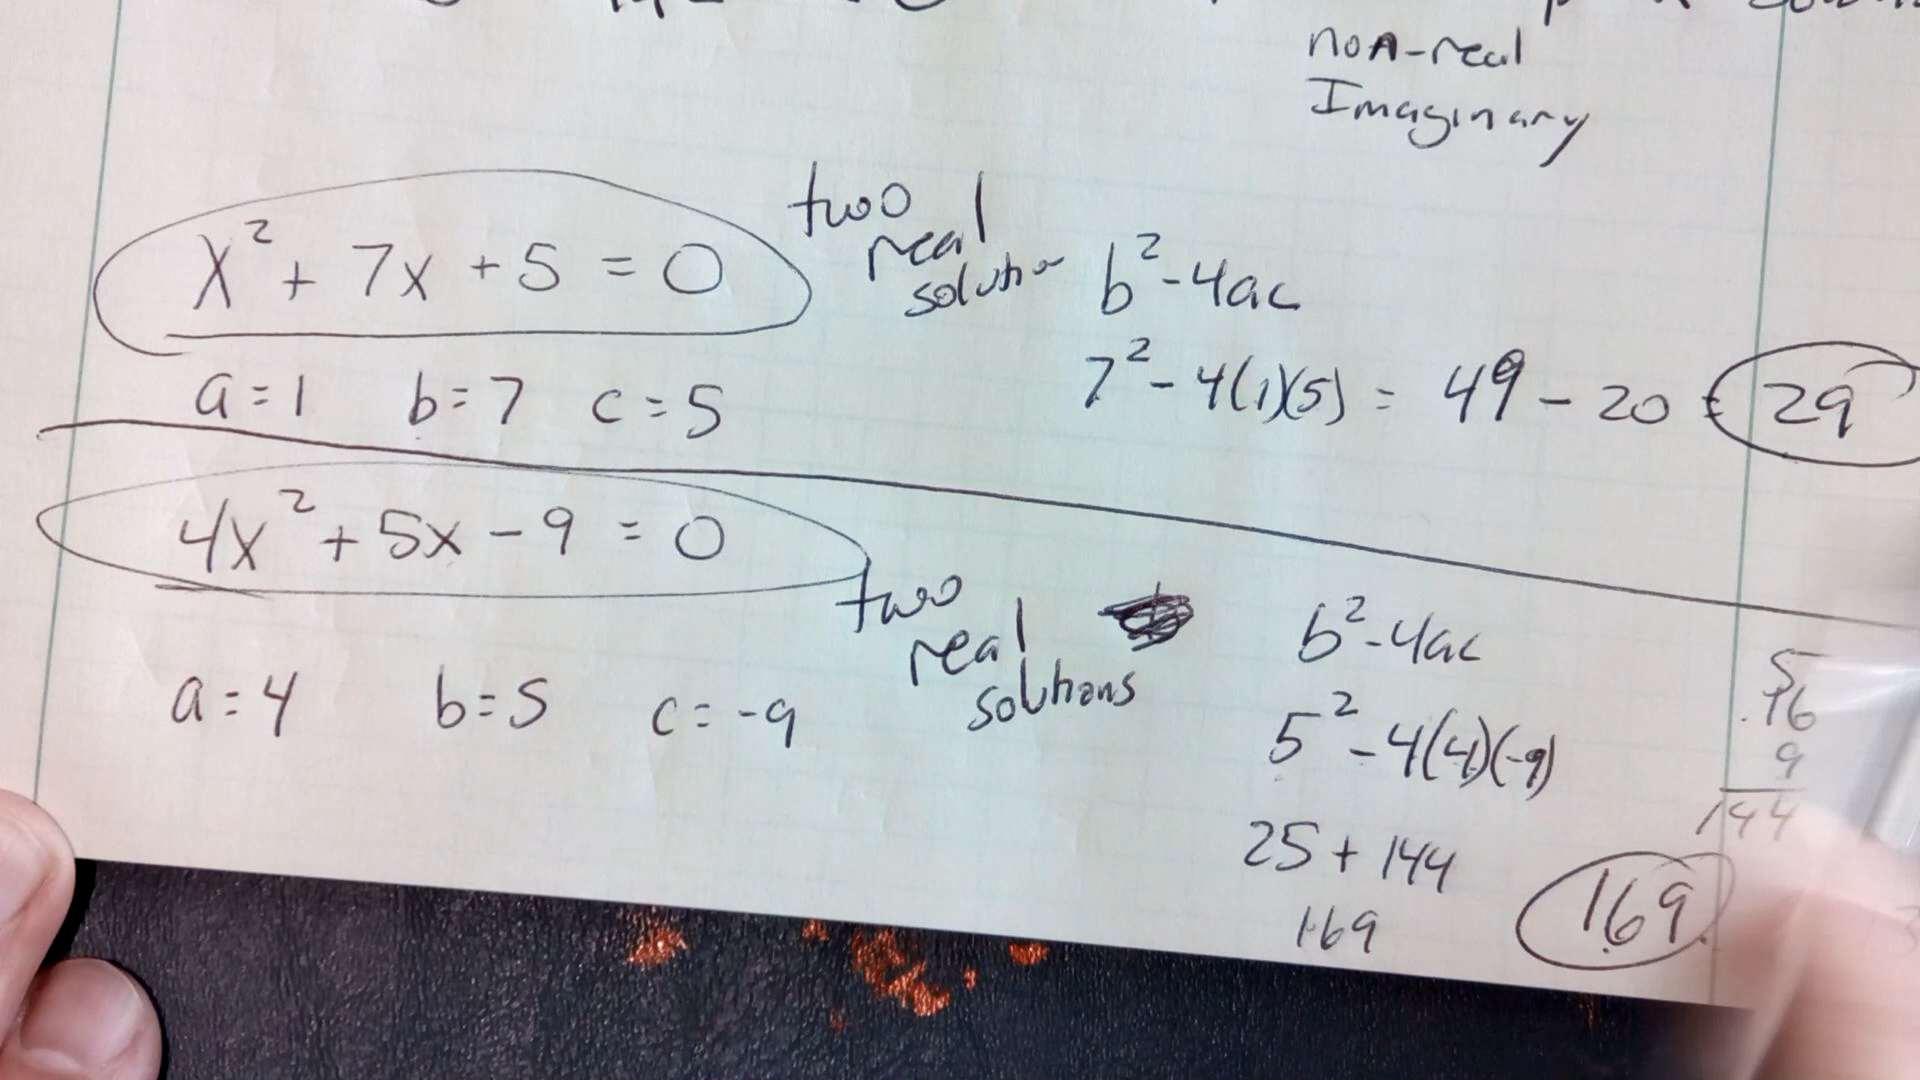 non-real
Imaginary
x² + 7x + 5 = 0
two
real
b² - 4ac
a = 1 b = 7 c = 5
7² - 4(1)(5) = 49 - 20 = 29
4x² + 5x - 9 = 0
two
real
solutions
a = 4 b = 5 c = -9
b² - 4ac
5² - 4(4)(-9)
25 + 144
169 169
5
16
9
144